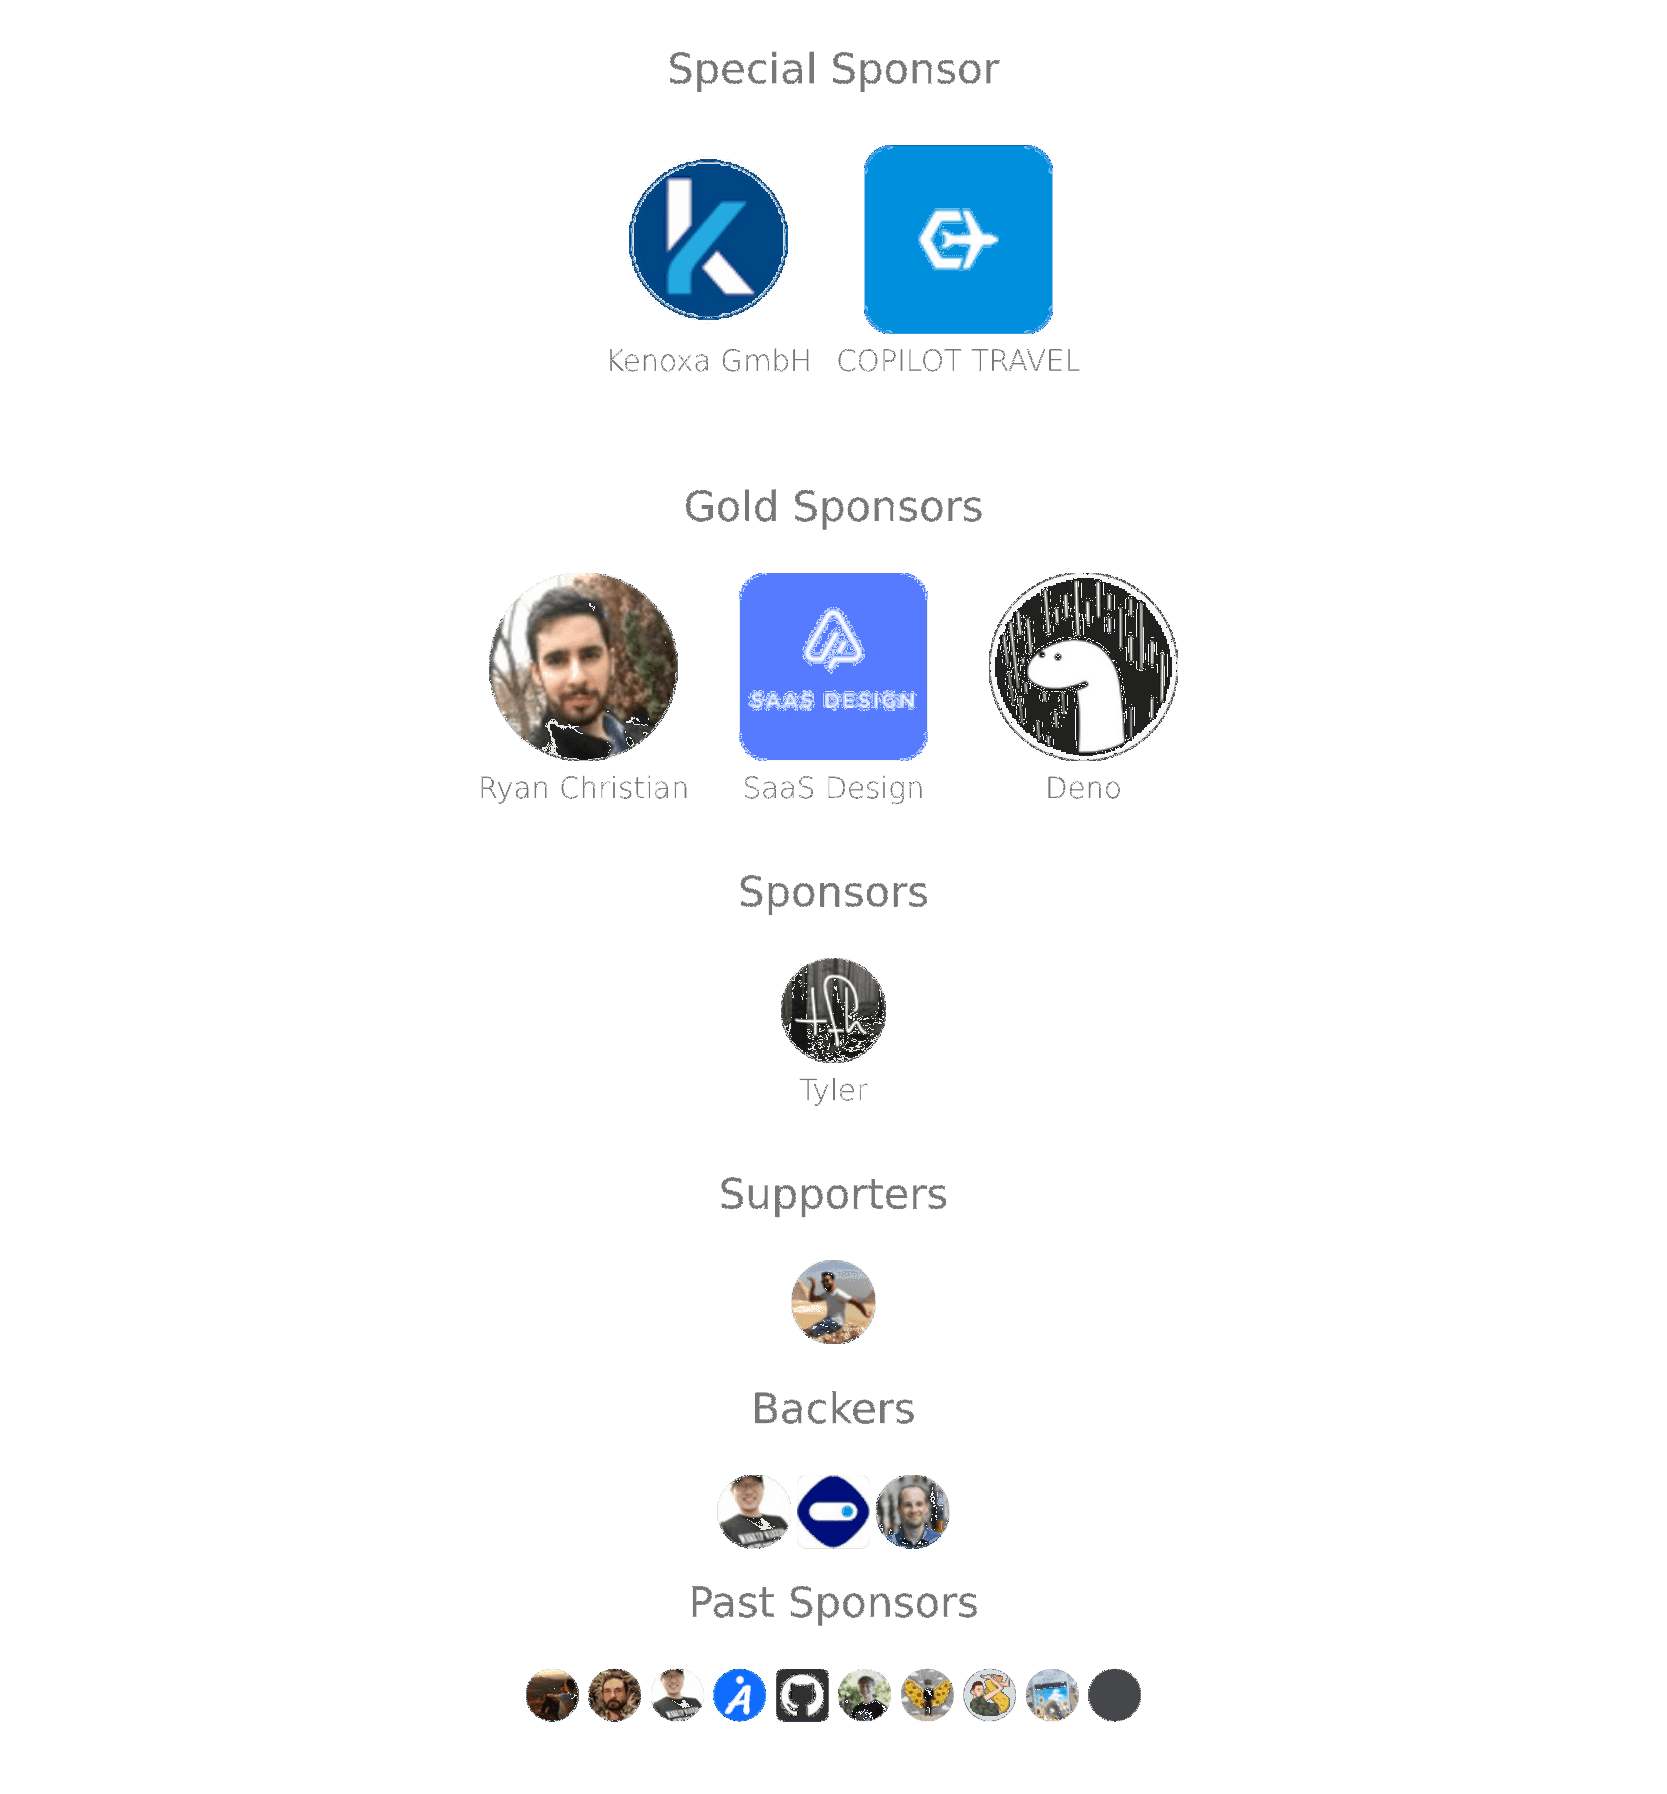 Special Sponsor
Kenoxa GmbH COPILOT TRAVEL
Gold Sponsors
SAAS DESIGN
Ryan Christian SaaS Design Deno
Sponsors
tfh
Tyler
Supporters
Backers
Past Sponsors